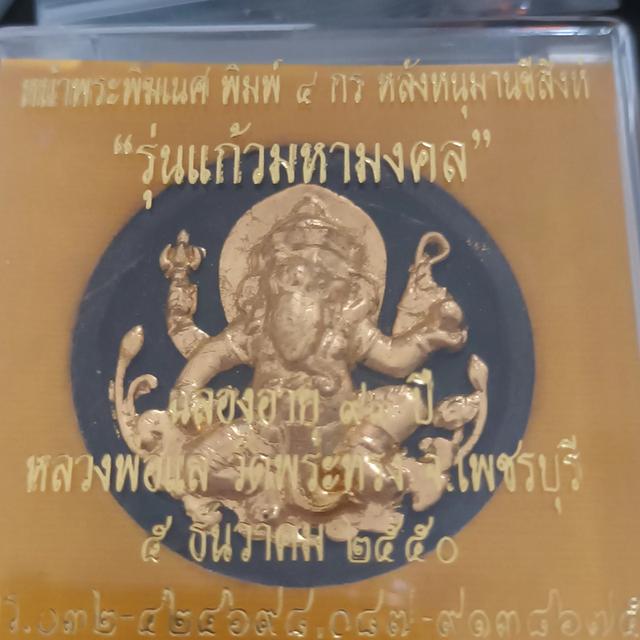 หน้าพระพิฆเนศ พิมพ์ ๔ กร หลังหนุมานขี่สิงห์
“รุ่นแก้วมหามงคล”
ฉลองอายุ ปี
หลวงพ่อแล วัดพระทรง จ.เพชรบุรี
๕ ธันวาคม ๒๕๕๐